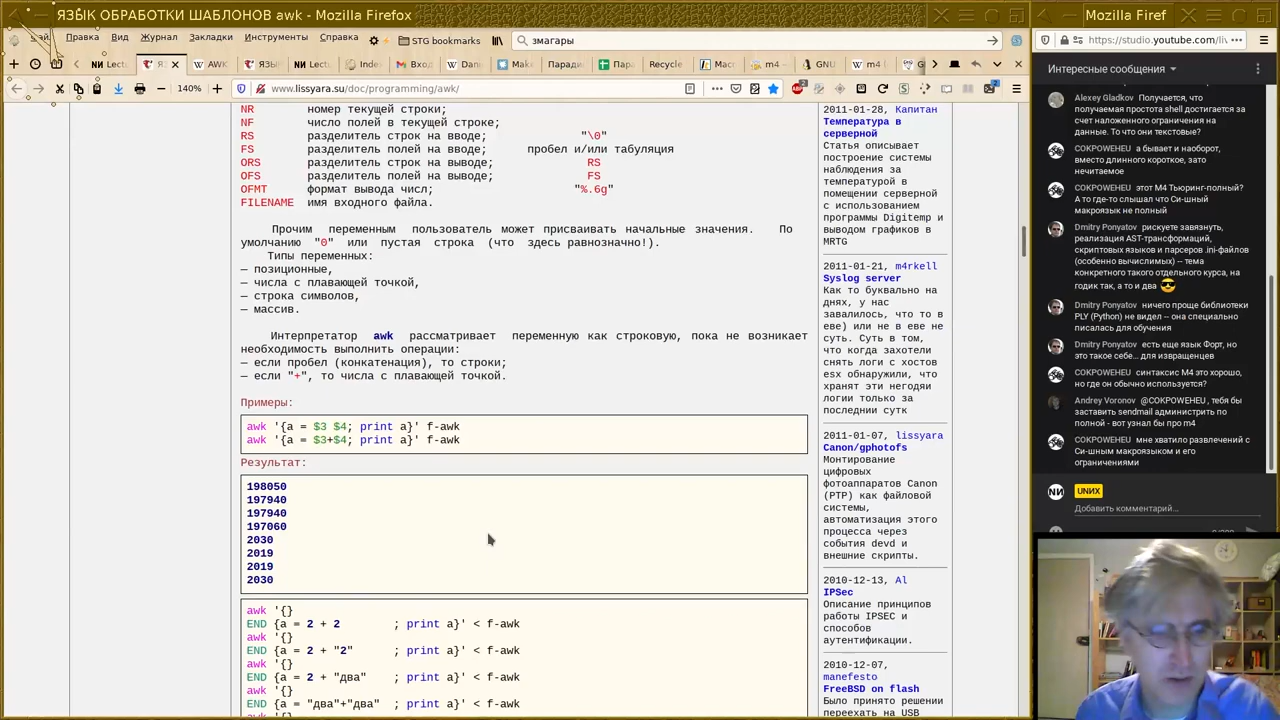 ЯЗЫК ОБРАБОТКИ ШАБЛОНОВ awk - Mozilla Firefox
Mozilla Firef
Правка Вид Журнал Закладки Инструменты Справка
STG bookmarks
змагары
https://studio.youtube.com/liv
140%
www.lissyara.su/doc/programming/awk/
NR номер текущей строки;
NF число полей в текущей строке;
RS разделитель строк на вводе; "\0"
FS разделитель полей на вводе; пробел и/или табуляция
ORS разделитель строк на выводе; RS
OFS разделитель полей на выводе; FS
OFMT формат вывода числ; "%.6g"
FILENAME имя входного файла.
Прочим переменным пользователь может присваивать начальные значения. По
умолчанию "0" или пустая строка (что здесь равнозначно!).
Типы переменных:
— позиционные,
— числа с плавающей точкой,
— строка символов,
— массив.
Интерпретатор awk рассматривает переменную как строковую, пока не возникает
необходимость выполнить операции:
— если пробел (конкатенация), то строки;
— если "+", то числа с плавающей точкой.
Примеры:
awk '{a = $3 $4; print a}' f-awk
awk '{a = $3+$4; print a}' f-awk
Результат:
198050
197940
197940
197060
2030
2019
2019
2030
awk '{}
END {a = 2 + 2 ; print a}' < f-awk
awk '{}
END {a = 2 + "2" ; print a}' < f-awk
awk '{}
END {a = 2 + "два" ; print a}' < f-awk
awk '{}
END {a = "два"+"два" ; print a}' < f-awk
2011-01-28, Капитан
Температура в
серверной
Статья описывает
построение системы
наблюдения за
температурой в
помещении серверной
с использованием
программы Digitemp и
выводом графиков в
MRTG
2011-01-21, m4rkell
Syslog server
Как то буквально на
днях, у нас
завалилось, что то в
еве) или не в еве не
суть. Суть в том,
что когда захотели
снять логи с хостов
esx обнаружили, что
хранят эти негодяи
логии только за
последнии сутк
2011-01-07, lissyara
Canon/gphotofs
Монтирование
цифровых
фотоаппаратов Canon
(PTP) как файловой
системы,
автоматизация этого
процесса через
события devd и
внешние скрипты.
2010-12-13, Al
IPSec
Описание принципов
работы IPSEC и
способов
аутентификации.
2010-12-07,
manefesto
FreeBSD on flash
Было принято решении
переехать на USB
Интересные сообщения
Alexey Gladkov Получается, что
получаемая простота shell достигается за
счет наложенного ограничения на
данные. То что они текстовые?
COKPOWEHEU а бывает и наоборот,
вместо длинного короткое, зато
нечитаемое
COKPOWEHEU этот М4 Тьюринг-полный?
А то где-то слышал что Си-шный
макроязык не полный
Dmitry Ponyatov рискуете завязнуть,
реализация AST-трансформаций,
скриптовых языков и парсеров .ini-файлов
(особенно вычислимых) -- тема
конкретного такого отдельного курса, на
годик так, а то и два
Dmitry Ponyatov ничего проще библиотеки
PLY (Python) не видел -- она специально
писалась для обучения
Dmitry Ponyatov есть еще язык Форт, но
это такое себе... для извращенцев
COKPOWEHEU синтаксис М4 это хорошо,
но где он обычно используется?
Andrey Voronov @COKPOWEHEU , тебя бы
заставить sendmail администрить по
полной - вот узнал бы про m4
COKPOWEHEU мне хватило развлечений с
Си-шным макроязыком и его
ограничениями
UNИX
Добавить комментарий...